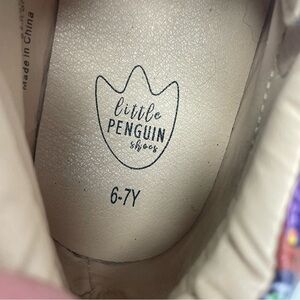 Made in China
little
PENGUIN
shoes
6-7Y